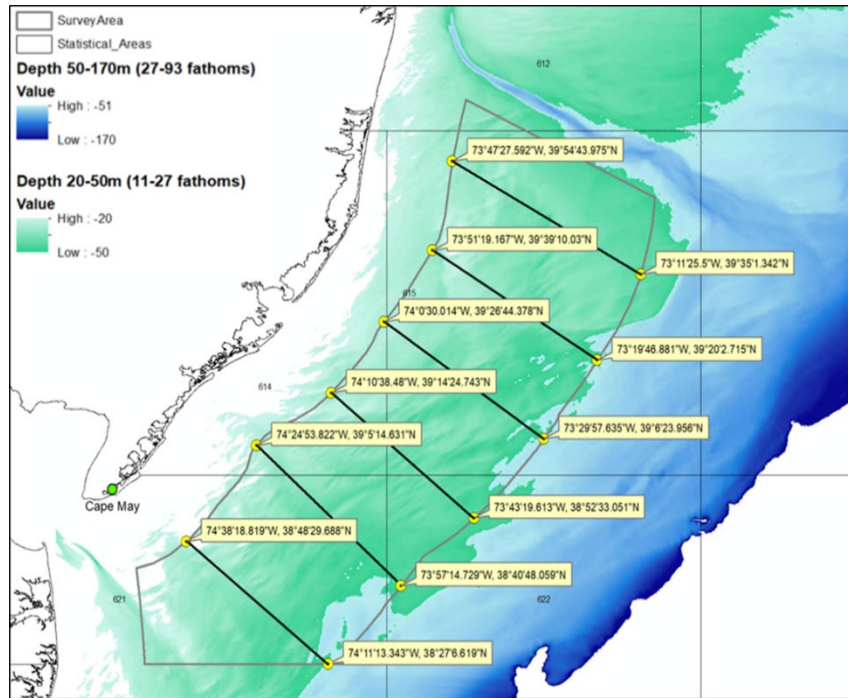 SurveyArea
Statistical_Areas
Depth 50-170m (27-93 fathoms)
Value
High : -51
Low : -170
Depth 20-50m (11-27 fathoms)
Value
High : -20
Low : -50
612
73°47'27.592"W, 39°54'43.975"N
73°51'19.167"W, 39°39'10.03"N
73°11'25.5"W, 39°35'1.342"N
615
74°0'30.014"W, 39°26'44.378"N
73°19'46.881"W, 39°20'2.715"N
614
74°10'38.48"W, 39°14'24.743"N
74°24'53.822"W, 39°5'14.631"N
73°29'57.635"W, 39°6'23.956"N
Cape May
73°43'19.613"W, 38°52'33.051"N
74°38'18.819"W, 38°48'29.688"N
73°57'14.729"W, 38°40'48.059"N
621
622
74°11'13.343"W, 38°27'6.619"N